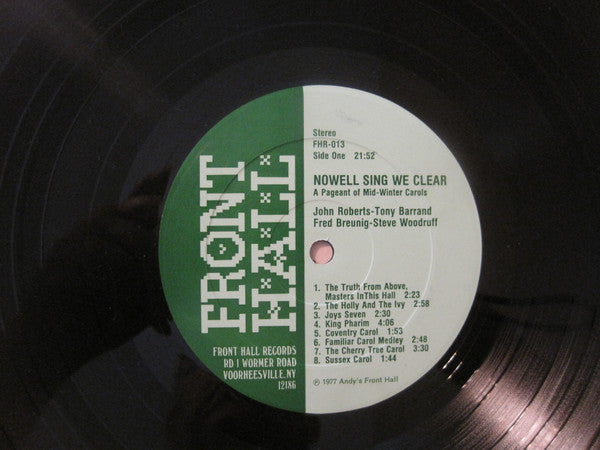 FRONT
HALL
FRONT HALL RECORDS
RD 1 WORMER ROAD
VOORHEESVILLE, NY
12186
Stereo
FHR-013
Side One 21:52
NOWELL SING WE CLEAR
A Pageant of Mid-Winter Carols
John Roberts-Tony Barrand
Fred Breunig-Steve Woodruff
1. The Truth From Above,
Masters InThis Hall 2:23
2. The Holly And The Ivy 2:58
3. Joys Seven 2:30
4. King Pharim 4:06
5. Coventry Carol 1:53
6. Familiar Carol Medley 2:48
7. The Cherry Tree Carol 3:30
8. Sussex Carol 1:44
℗ 1977 Andy's Front Hall